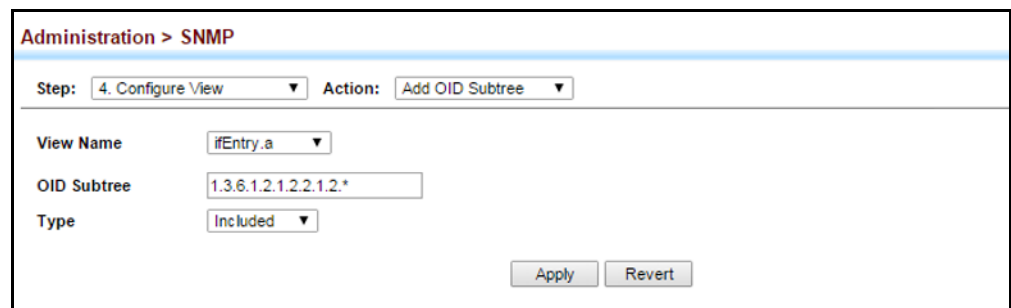 Administration > SNMP
Step: 4. Configure View Action: Add OID Subtree
View Name ifEntry.a
OID Subtree 1.3.6.1.2.1.2.2.1.2.*
Type Included
Apply Revert